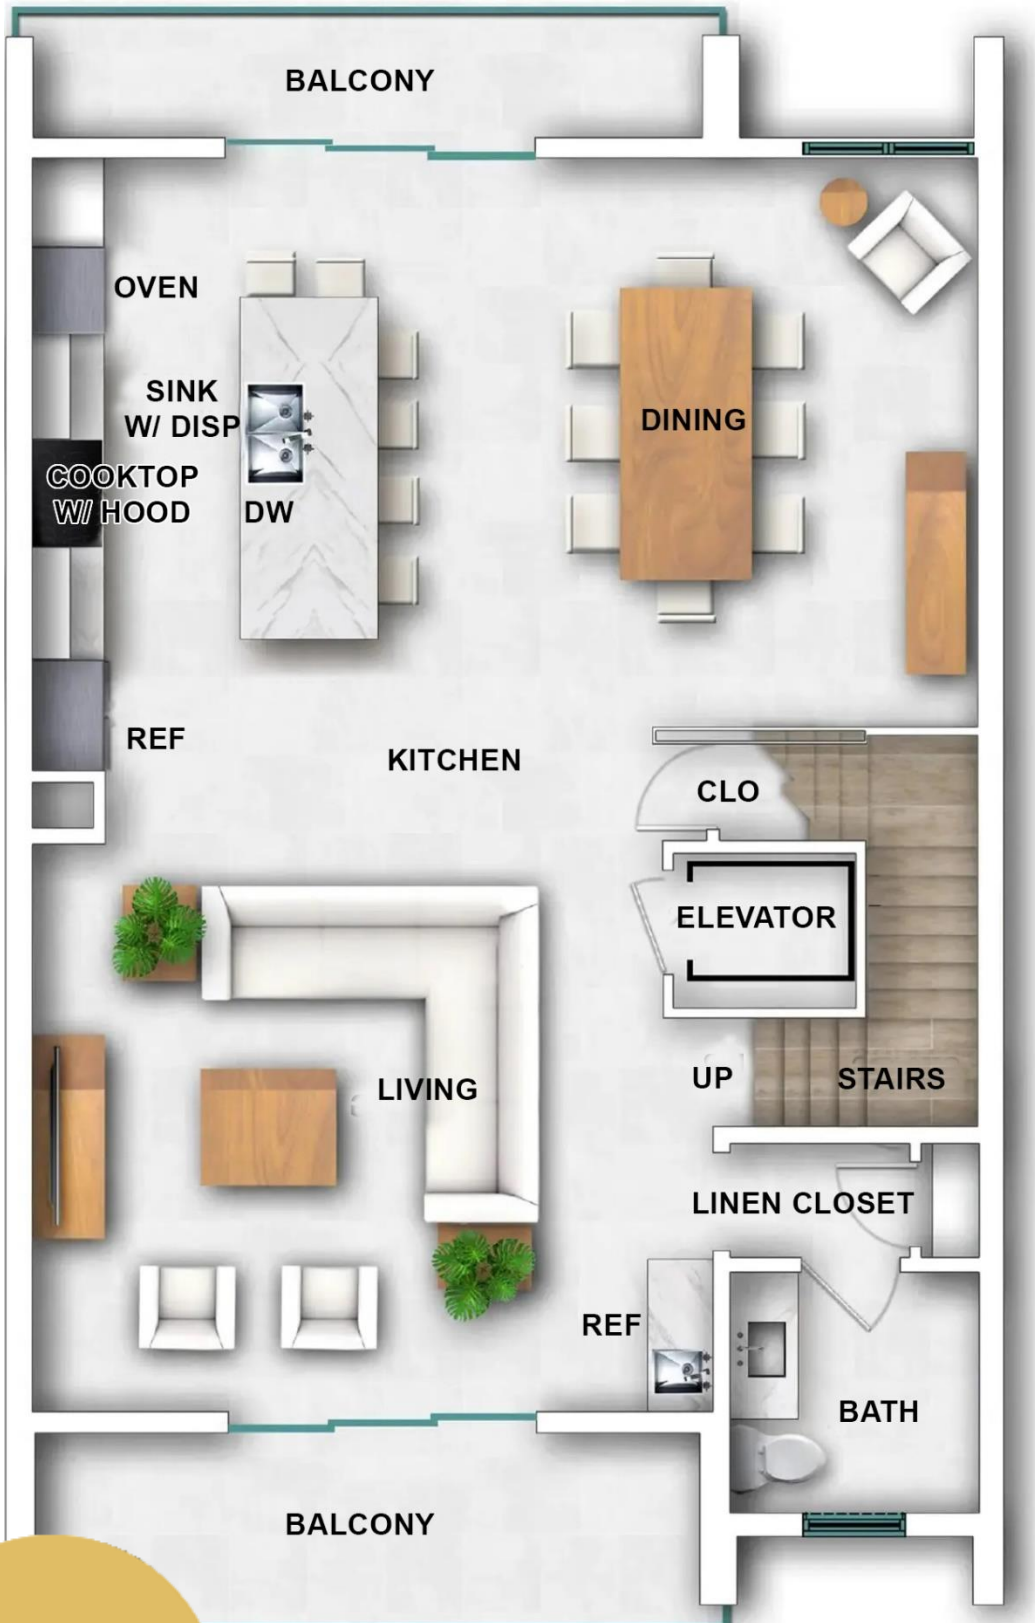 BALCONY
OVEN
SINK
W/ DISP
COOKTOP
W/ HOOD
DW
DINING
REF
KITCHEN
CLO
ELEVATOR
LIVING
UP
STAIRS
LINEN CLOSET
REF
BATH
BALCONY